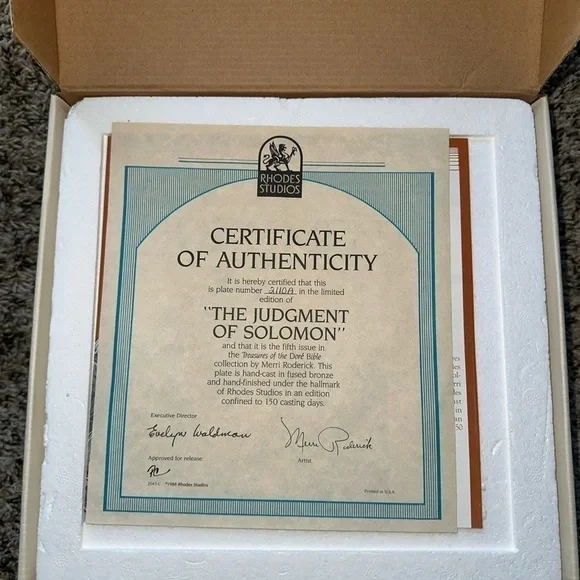 RHODES
STUDIOS
CERTIFICATE
OF AUTHENTICITY
It is hereby certified that this
is plate number 2110A in the limited
edition of
"THE JUDGMENT
OF SOLOMON"
and that it is the fifth issue in
the Treasures of the Doré Bible
collection by Merri Roderick. This
plate is hand-cast in fused bronze
and hand-finished under the hallmark
of Rhodes Studios in an edition
confined to 150 casting days.
Executive Director
Evelyn Waldman
Merri Roderick
Approved for release:
Artist
©1986 Rhodes Studios
Printed in U.S.A.